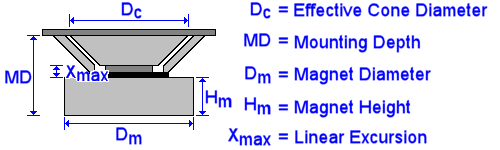 Dc
MD
Xmax
Hm
Dm
Dc = Effective Cone Diameter
MD = Mounting Depth
Dm = Magnet Diameter
Hm = Magnet Height
Xmax = Linear Excursion